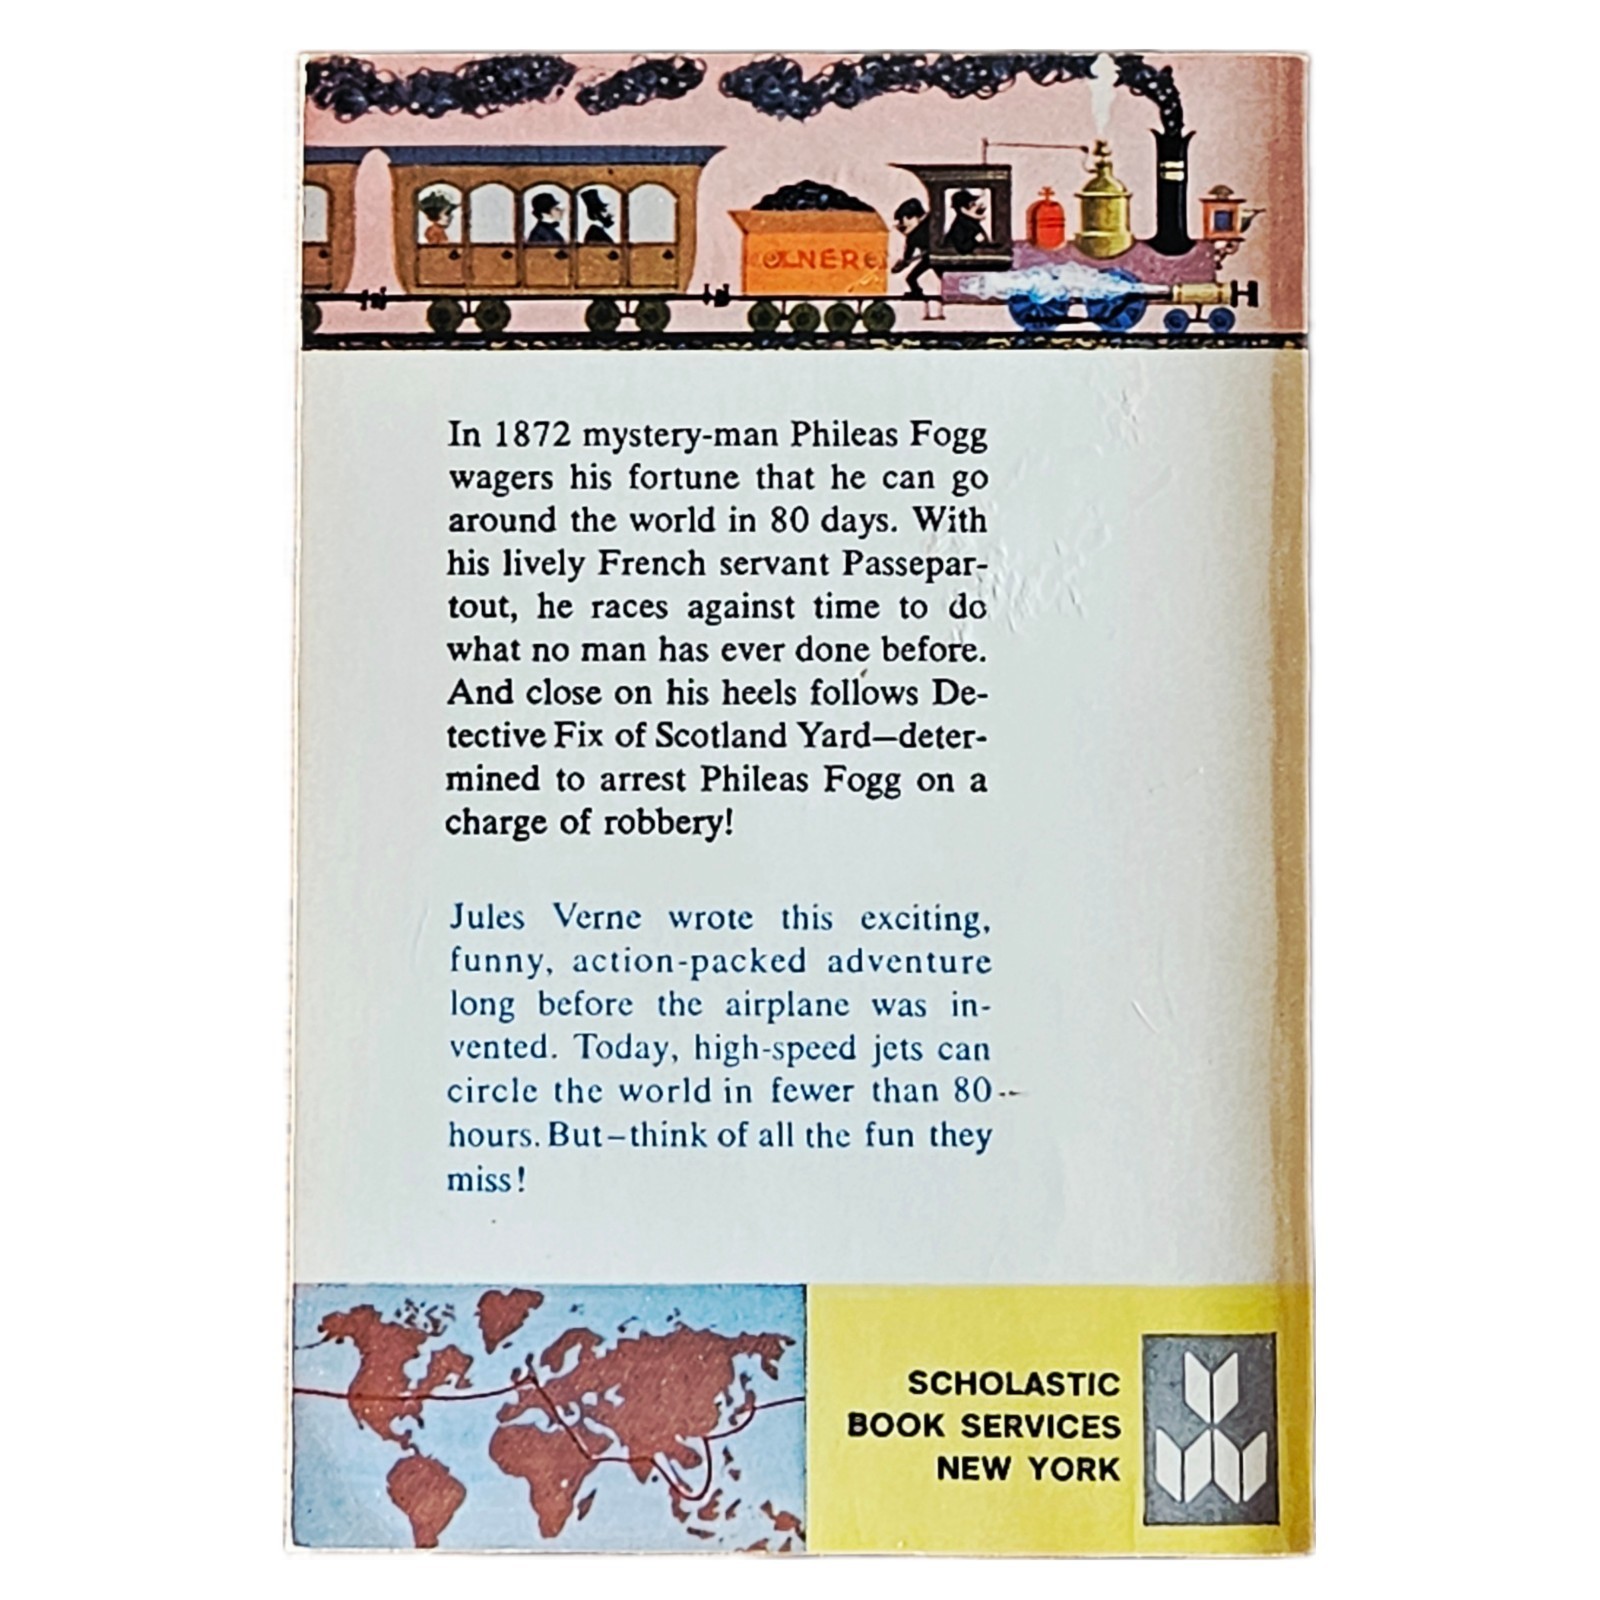 In 1872 mystery-man Phileas Fogg
wagers his fortune that he can go
around the world in 80 days. With
his lively French servant Passepar-
tout, he races against time to do
what no man has ever done before.
And close on his heels follows De-
tective Fix of Scotland Yard—deter-
mined to arrest Phileas Fogg on a
charge of robbery!
Jules Verne wrote this exciting,
funny, action-packed adventure
long before the airplane was in-
vented. Today, high-speed jets can
circle the world in fewer than 80
hours. But—think of all the fun they
miss!
SCHOLASTIC
BOOK SERVICES
NEW YORK